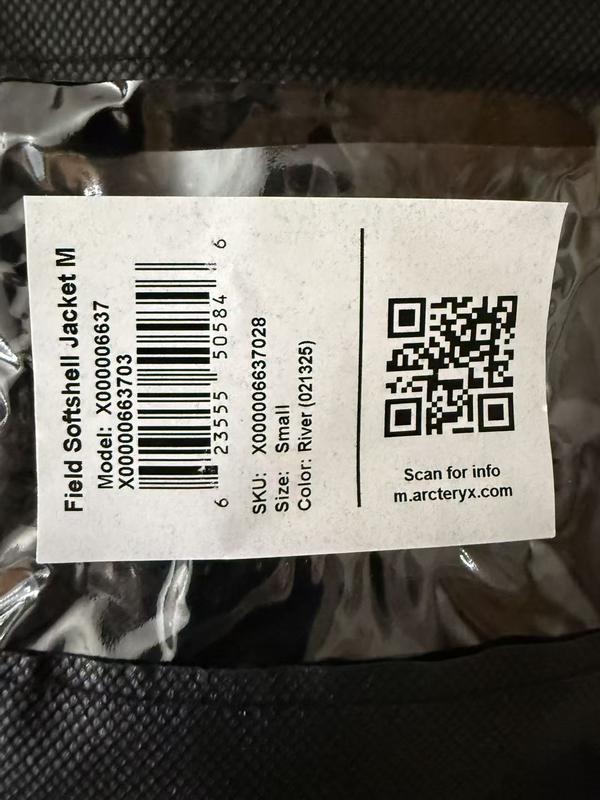 Field Softshell Jacket M
Model: X000006637
X00000663703
6 23555 50584 6
SKU: X000006637028
Size: Small
Color: River (021325)
Scan for info
m.arcteryx.com